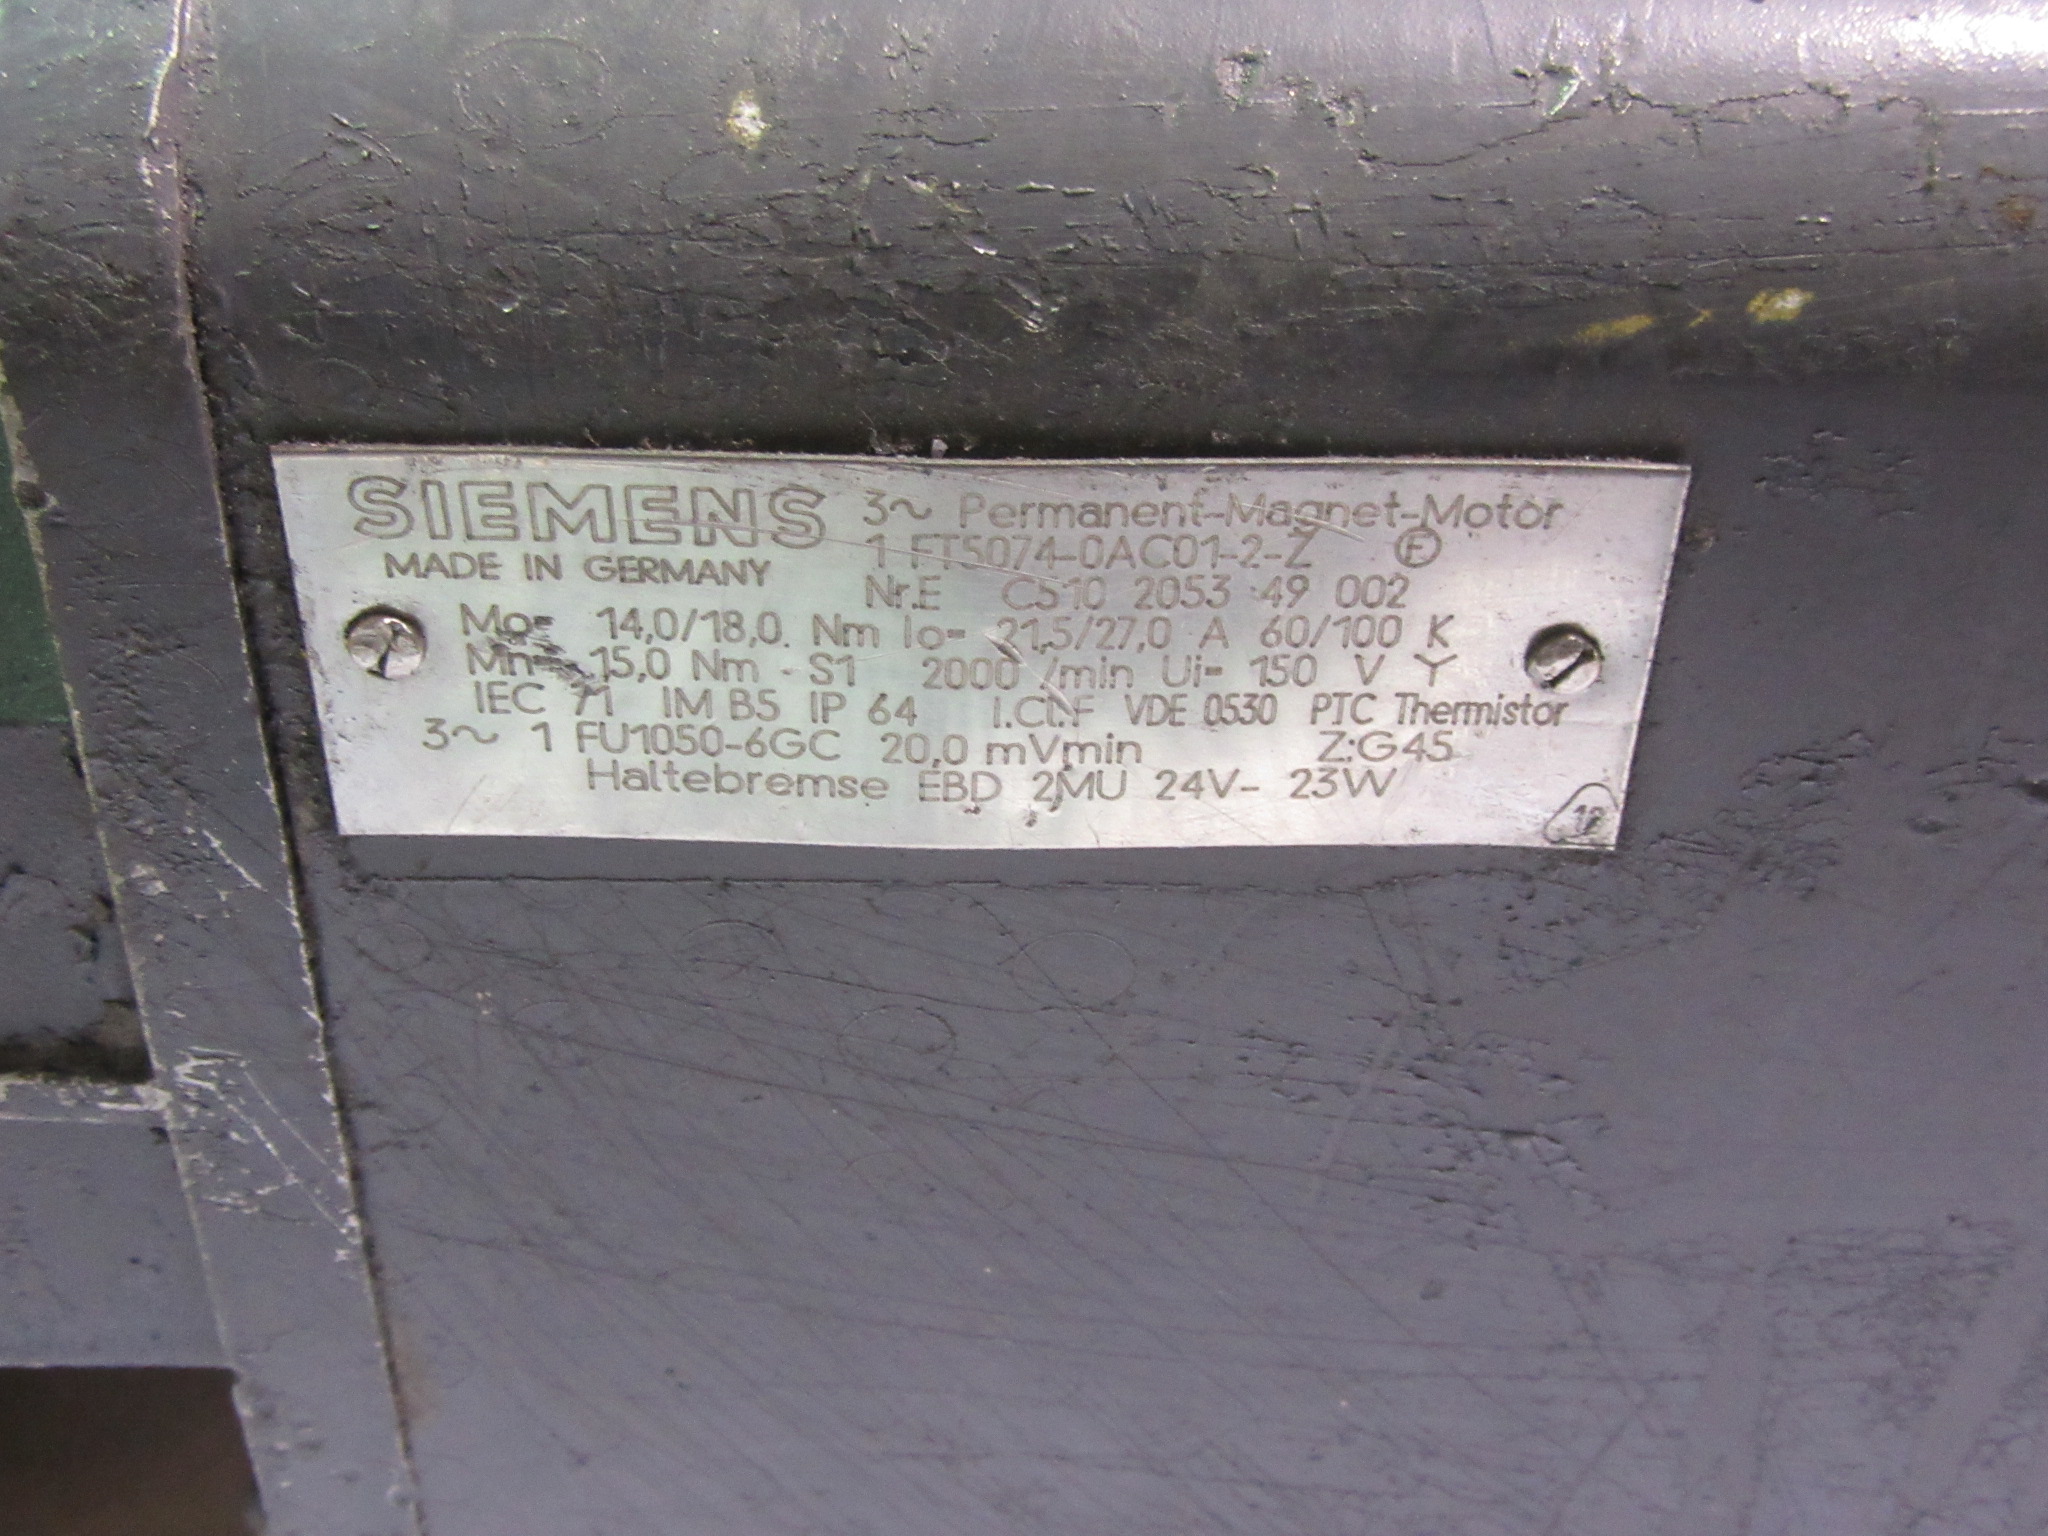 SIEMENS 3~ Permanent-Magnet-Motor
1 FT5074-0AC01-2-Z F
MADE IN GERMANY
Nr.E C510 2053 49 002
Mo= 14,0/18,0. Nm Io= 21,5/27,0 A 60/100 K
Mn= 15,0 Nm - S1 2000 /min Ui= 150 V Y
IEC 71 IM B5 IP 64 I.Cl.F VDE 0530 PTC Thermistor
3~ 1 FU1050-6GC 20,0 mVmin Z:G45
Haltebremse EBD 2MU 24V- 23W
12